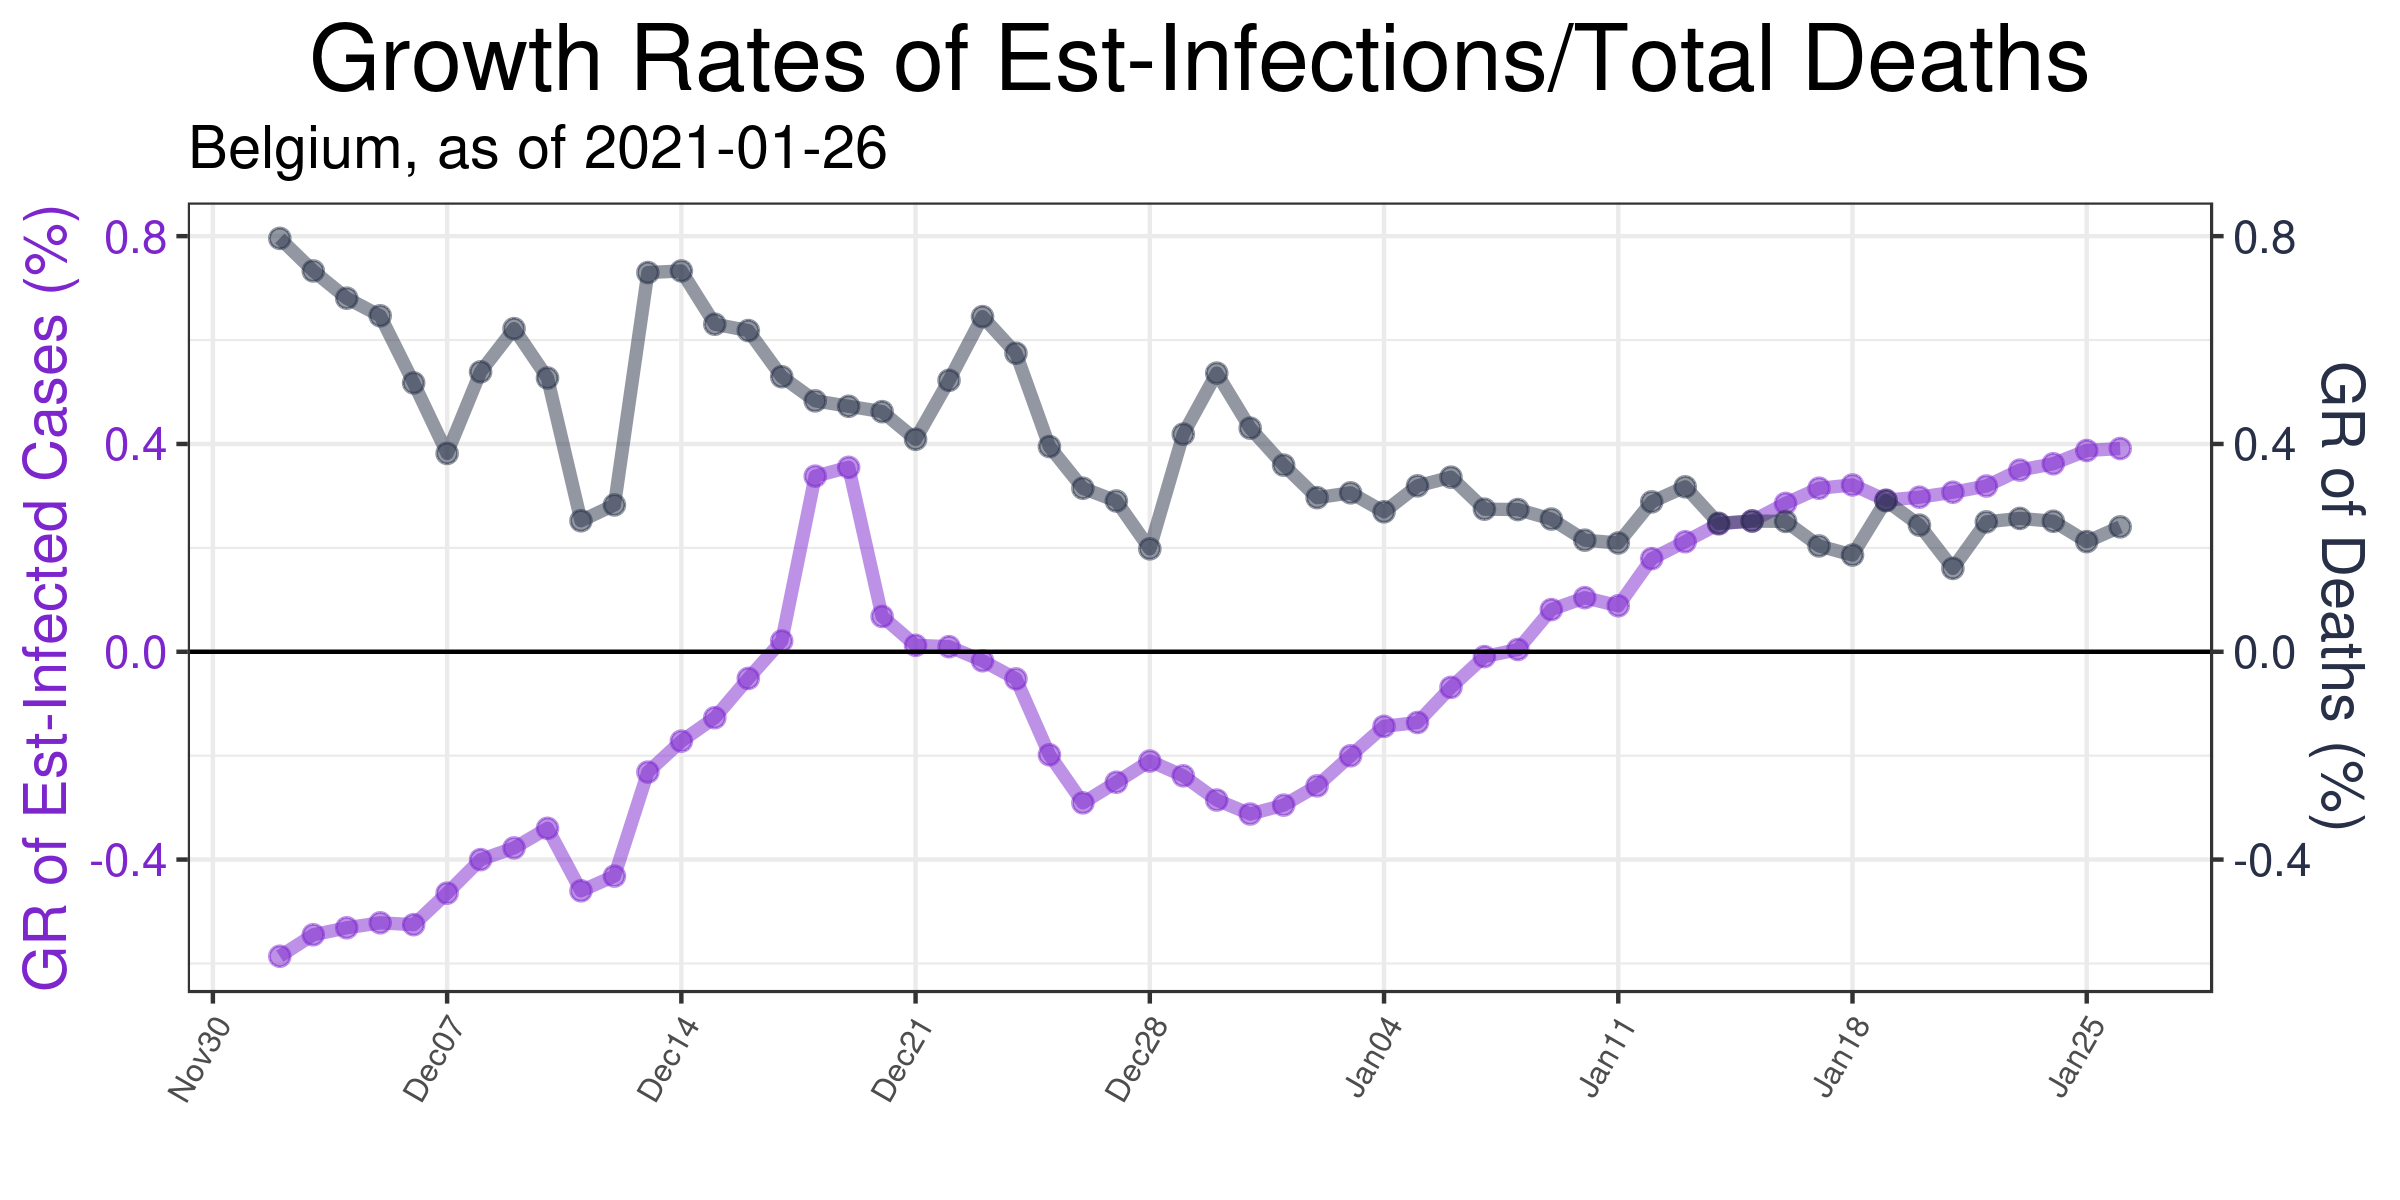 Growth Rates of Est-Infections/Total Deaths
Belgium, as of 2021-01-26
GR of Est-Infected Cases (%)
0.8
0.4
0.0
-0.4
0.8
0.4
0.0
-0.4
GR of Deaths (%)
Nov30
Dec07
Dec14
Dec21
Dec28
Jan04
Jan11
Jan18
Jan25